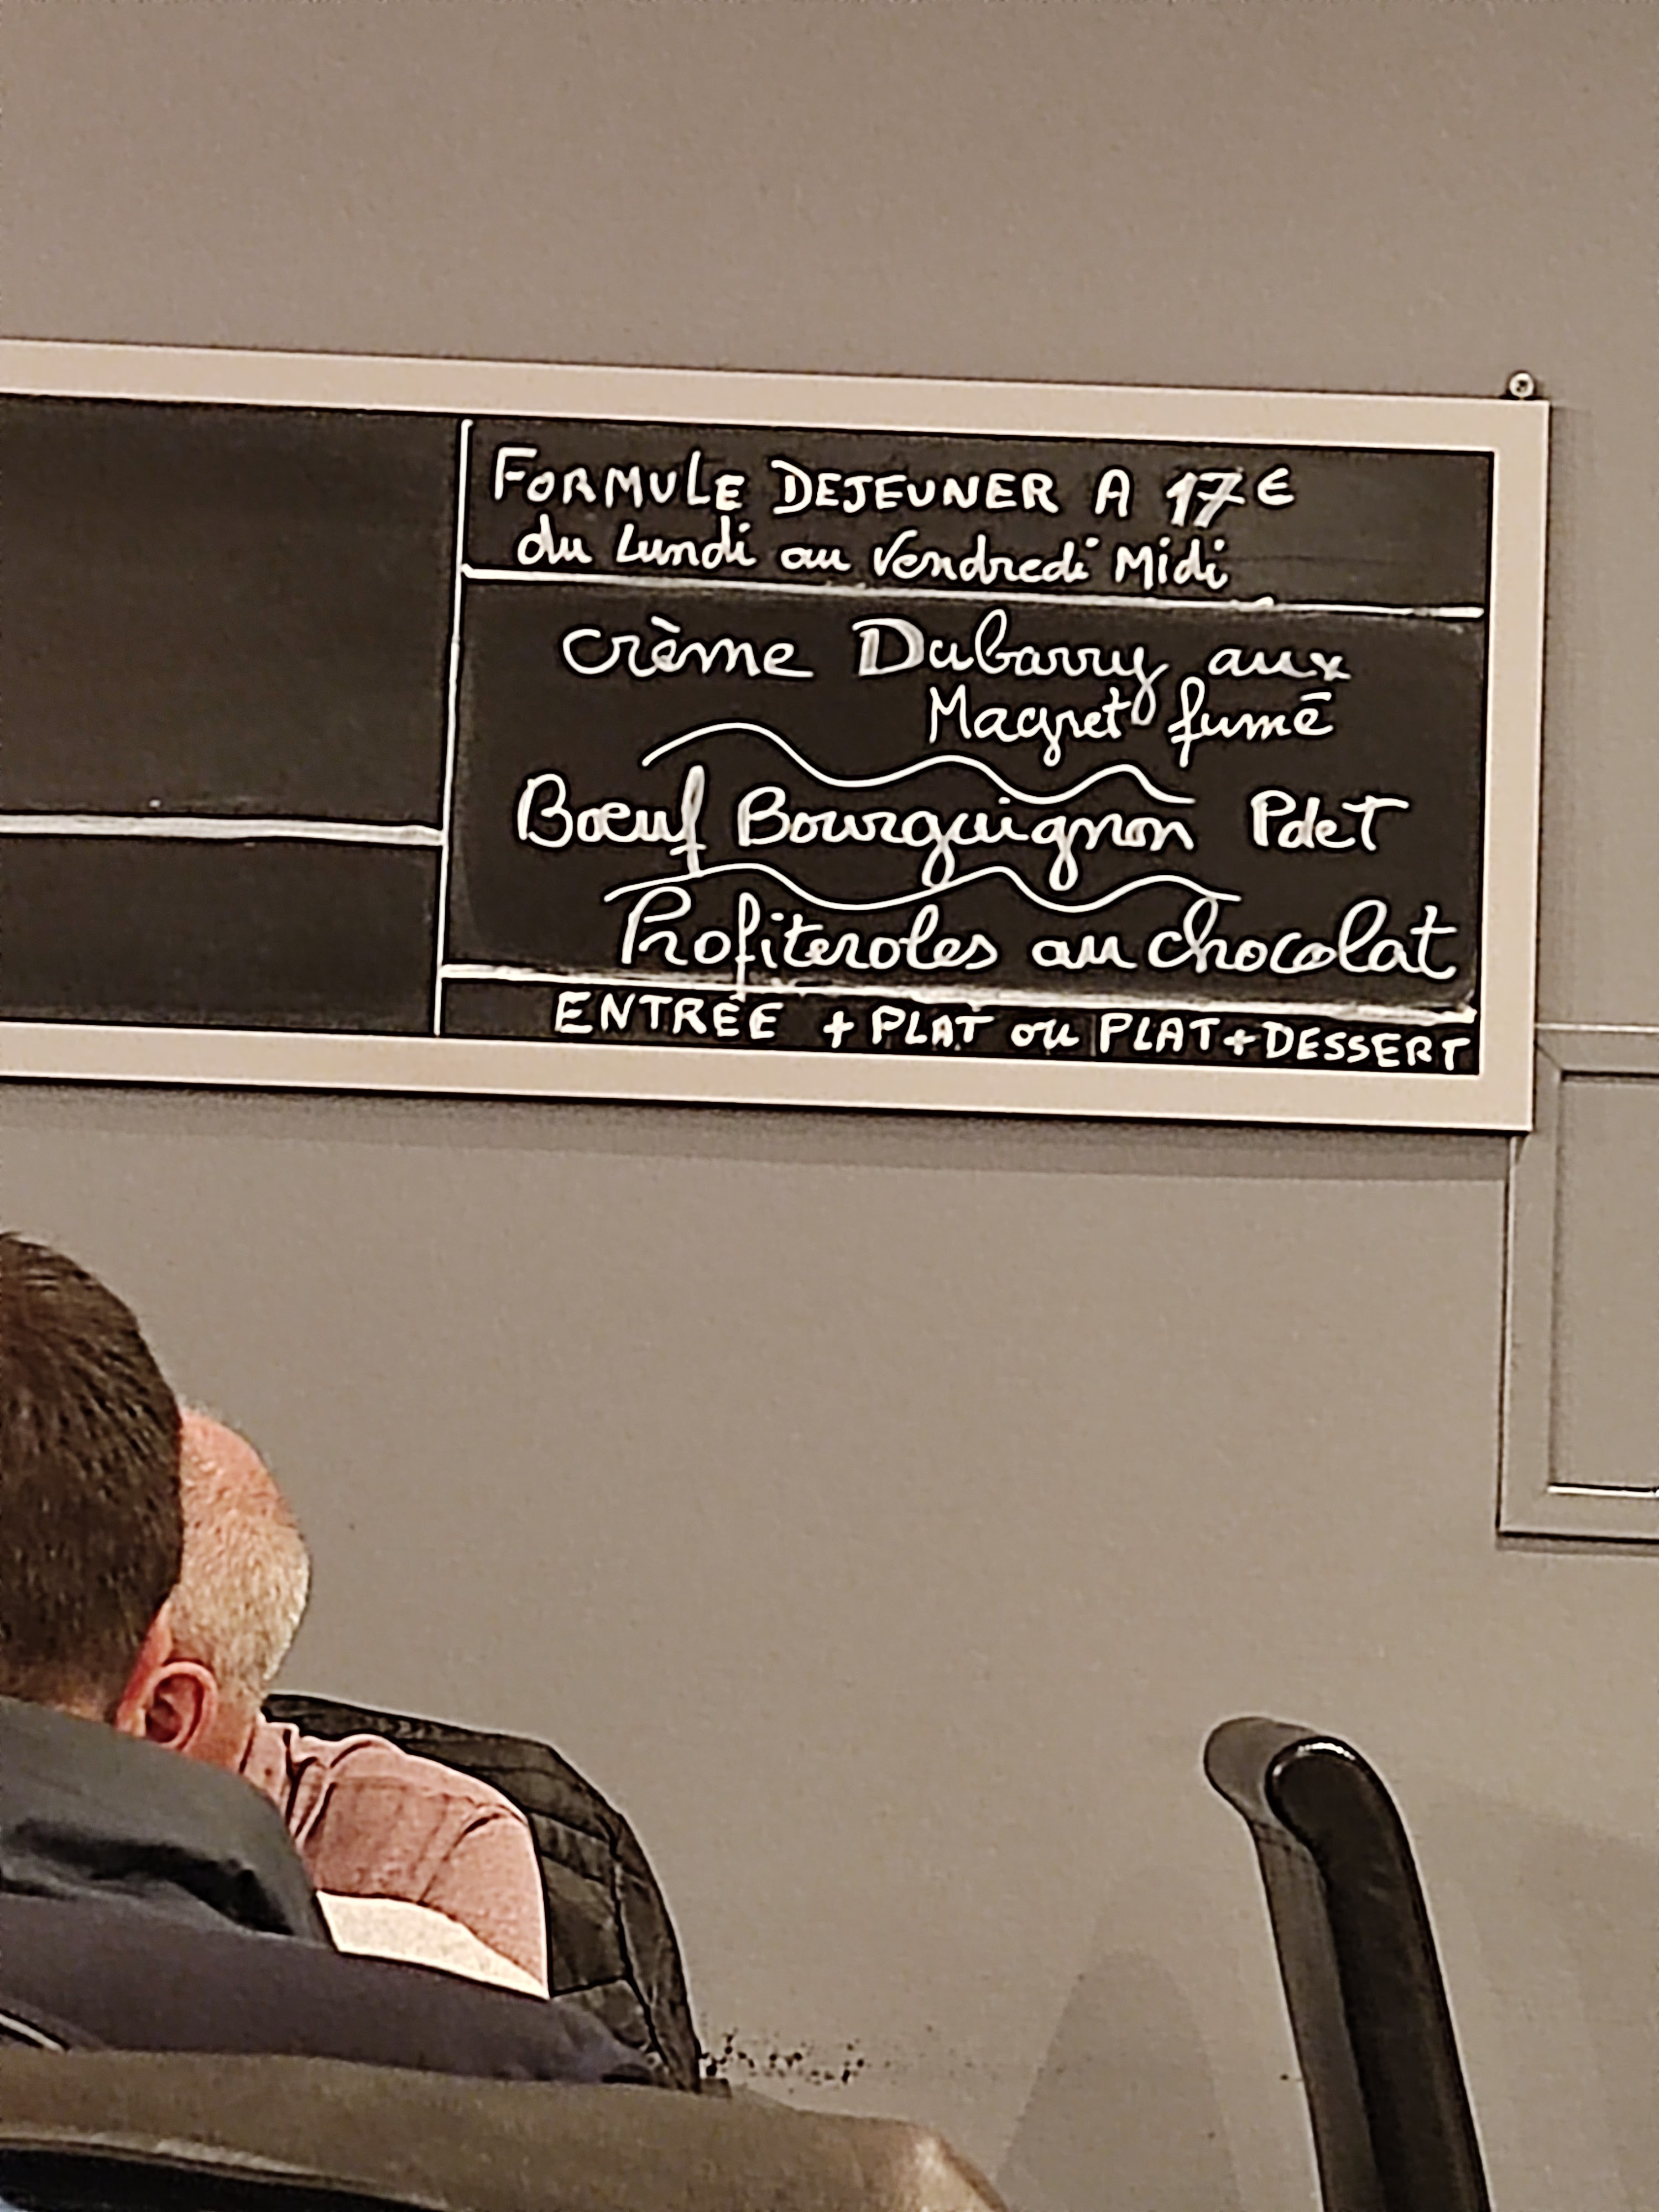 FORMULE DEJEUNER A 17€
du Lundi au Vendredi Midi
crème Dubarry aux
Magret fumé
Bœuf Bourguignon PdeT
Profiteroles au chocolat
ENTRÉE + PLAT ou PLAT+DESSERT